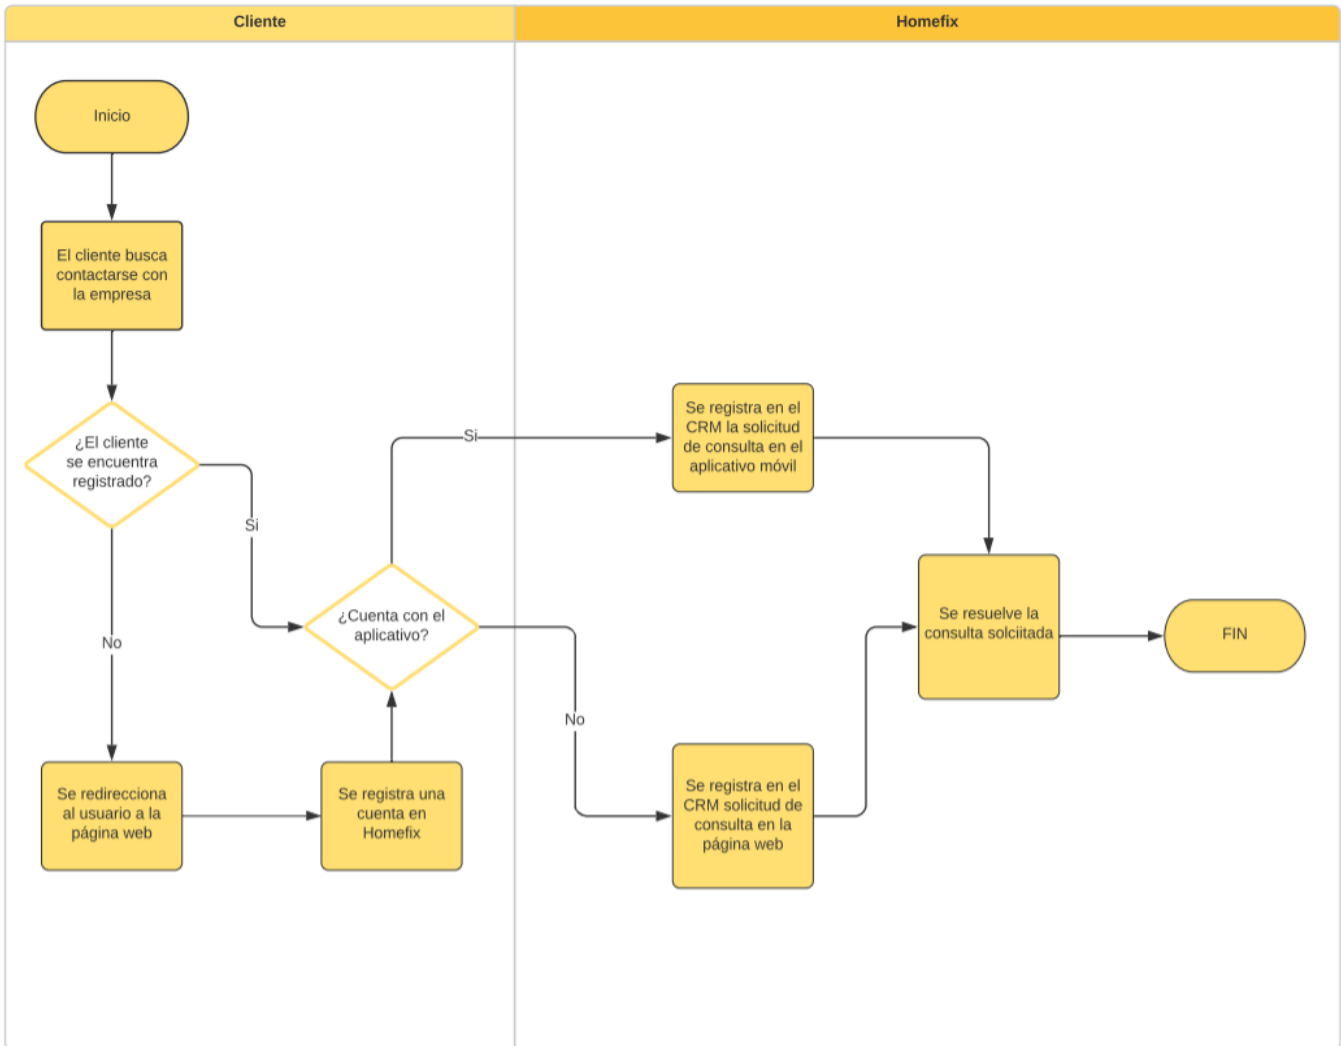 Cliente
Homefix
Inicio
El cliente busca
contactarse con
la empresa
¿El cliente
se encuentra
registrado?
Si
No
Se redirecciona
al usuario a la
página web
Se registra una
cuenta en
Homefix
¿Cuenta con el
aplicativo?
Si
No
Se registra en el
CRM la solicitud
de consulta en el
aplicativo móvil
Se registra en el
CRM solicitud de
consulta en la
página web
Se resuelve la
consulta solciitada
FIN